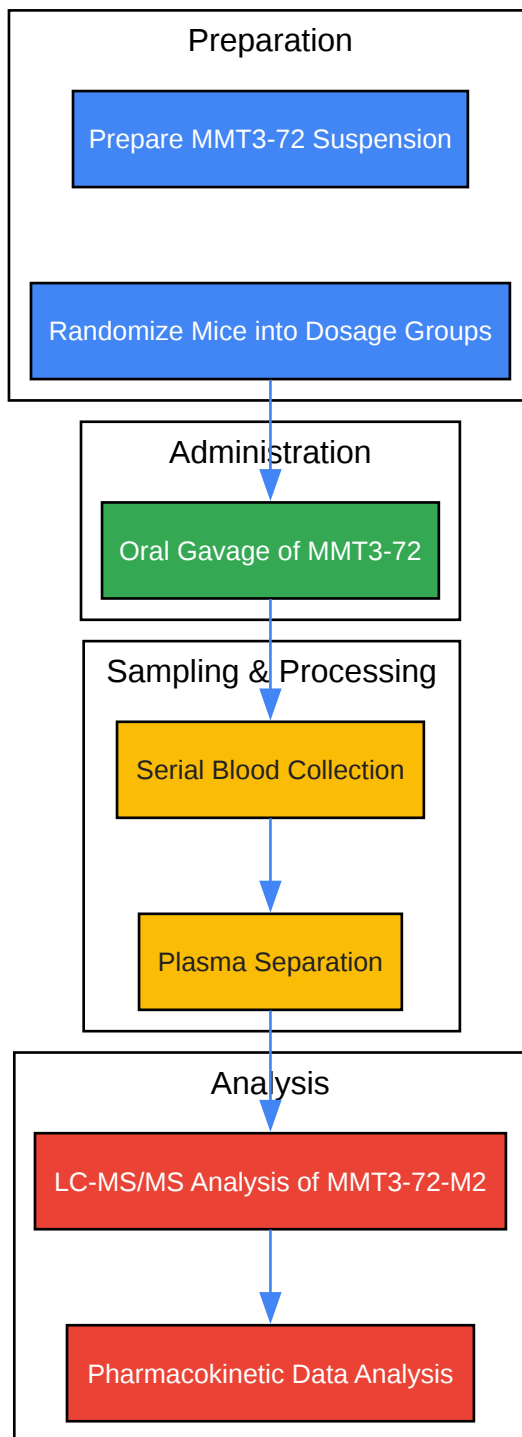 Preparation
Prepare MMT3-72 Suspension
Randomize Mice into Dosage Groups
Administration
Oral Gavage of MMT3-72
Sampling & Processing
Serial Blood Collection
Plasma Separation
Analysis
LC-MS/MS Analysis of MMT3-72-M2
Pharmacokinetic Data Analysis